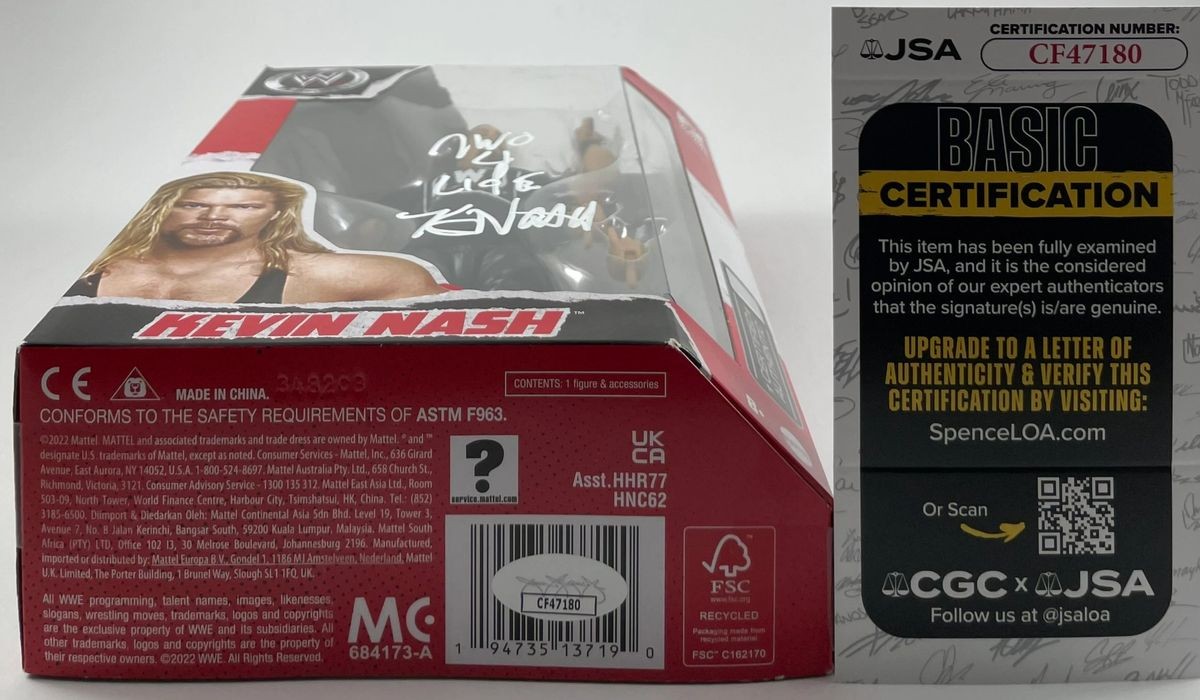 W
nWo
4
Life
K Nash
KEVIN NASH™
CE
MADE IN CHINA. 348203
CONTENTS: 1 figure & accessories
CONFORMS TO THE SAFETY REQUIREMENTS OF ASTM F963.
©2022 Mattel. MATTEL and associated trademarks and trade dress are owned by Mattel. ® and ™
designate U.S. trademarks of Mattel, except as noted. Consumer Services - Mattel, Inc., 636 Girard
Avenue, East Aurora, NY 14052, U.S.A. 1-800-524-8697. Mattel Australia Pty. Ltd., 658 Church St.,
Richmond, Victoria, 3121. Consumer Advisory Service - 1300 135 312. Mattel East Asia Ltd., Room
503-09, North Tower, World Finance Centre, Harbour City, Tsimshatsui, HK, China. Tel.: (852)
3185-6500. Diimport & Diedarkan Oleh: Mattel Continental Asia Sdn Bhd. Level 19, Tower 3,
Avenue 7, No. 8 Jalan Kerinchi, Bangsar South, 59200 Kuala Lumpur, Malaysia. Mattel South
Africa (PTY) LTD, Office 102 I3, 30 Melrose Boulevard, Johannesburg 2196. Manufactured,
imported or distributed by: Mattel Europa B.V., Gondel 1, 1186 MJ Amstelveen, Nederland. Mattel
U.K. Limited, The Porter Building, 1 Brunel Way, Slough SL1 1FQ, UK.
?
service.mattel.com
UK
CA
Asst.HHR77
HNC62
All WWE programming, talent names, images, likenesses,
slogans, wrestling moves, trademarks, logos and copyrights
are the exclusive property of WWE and its subsidiaries. All
other trademarks, logos and copyrights are the property of
their respective owners. ©2022 WWE. All Rights Reserved.
MC
684173-A
CF47180
1 94735 13719 0
FSC
www.fsc.org
RECYCLED
Packaging made from
recycled material
FSC™ C162170
JSA
CERTIFICATION NUMBER:
CF47180
BASIC
CERTIFICATION
This item has been fully examined
by JSA, and it is the considered
opinion of our expert authenticators
that the signature(s) is/are genuine.
UPGRADE TO A LETTER OF
AUTHENTICITY & VERIFY THIS
CERTIFICATION BY VISITING:
SpenceLOA.com
Or Scan
CGC x JSA
Follow us at @jsaloa